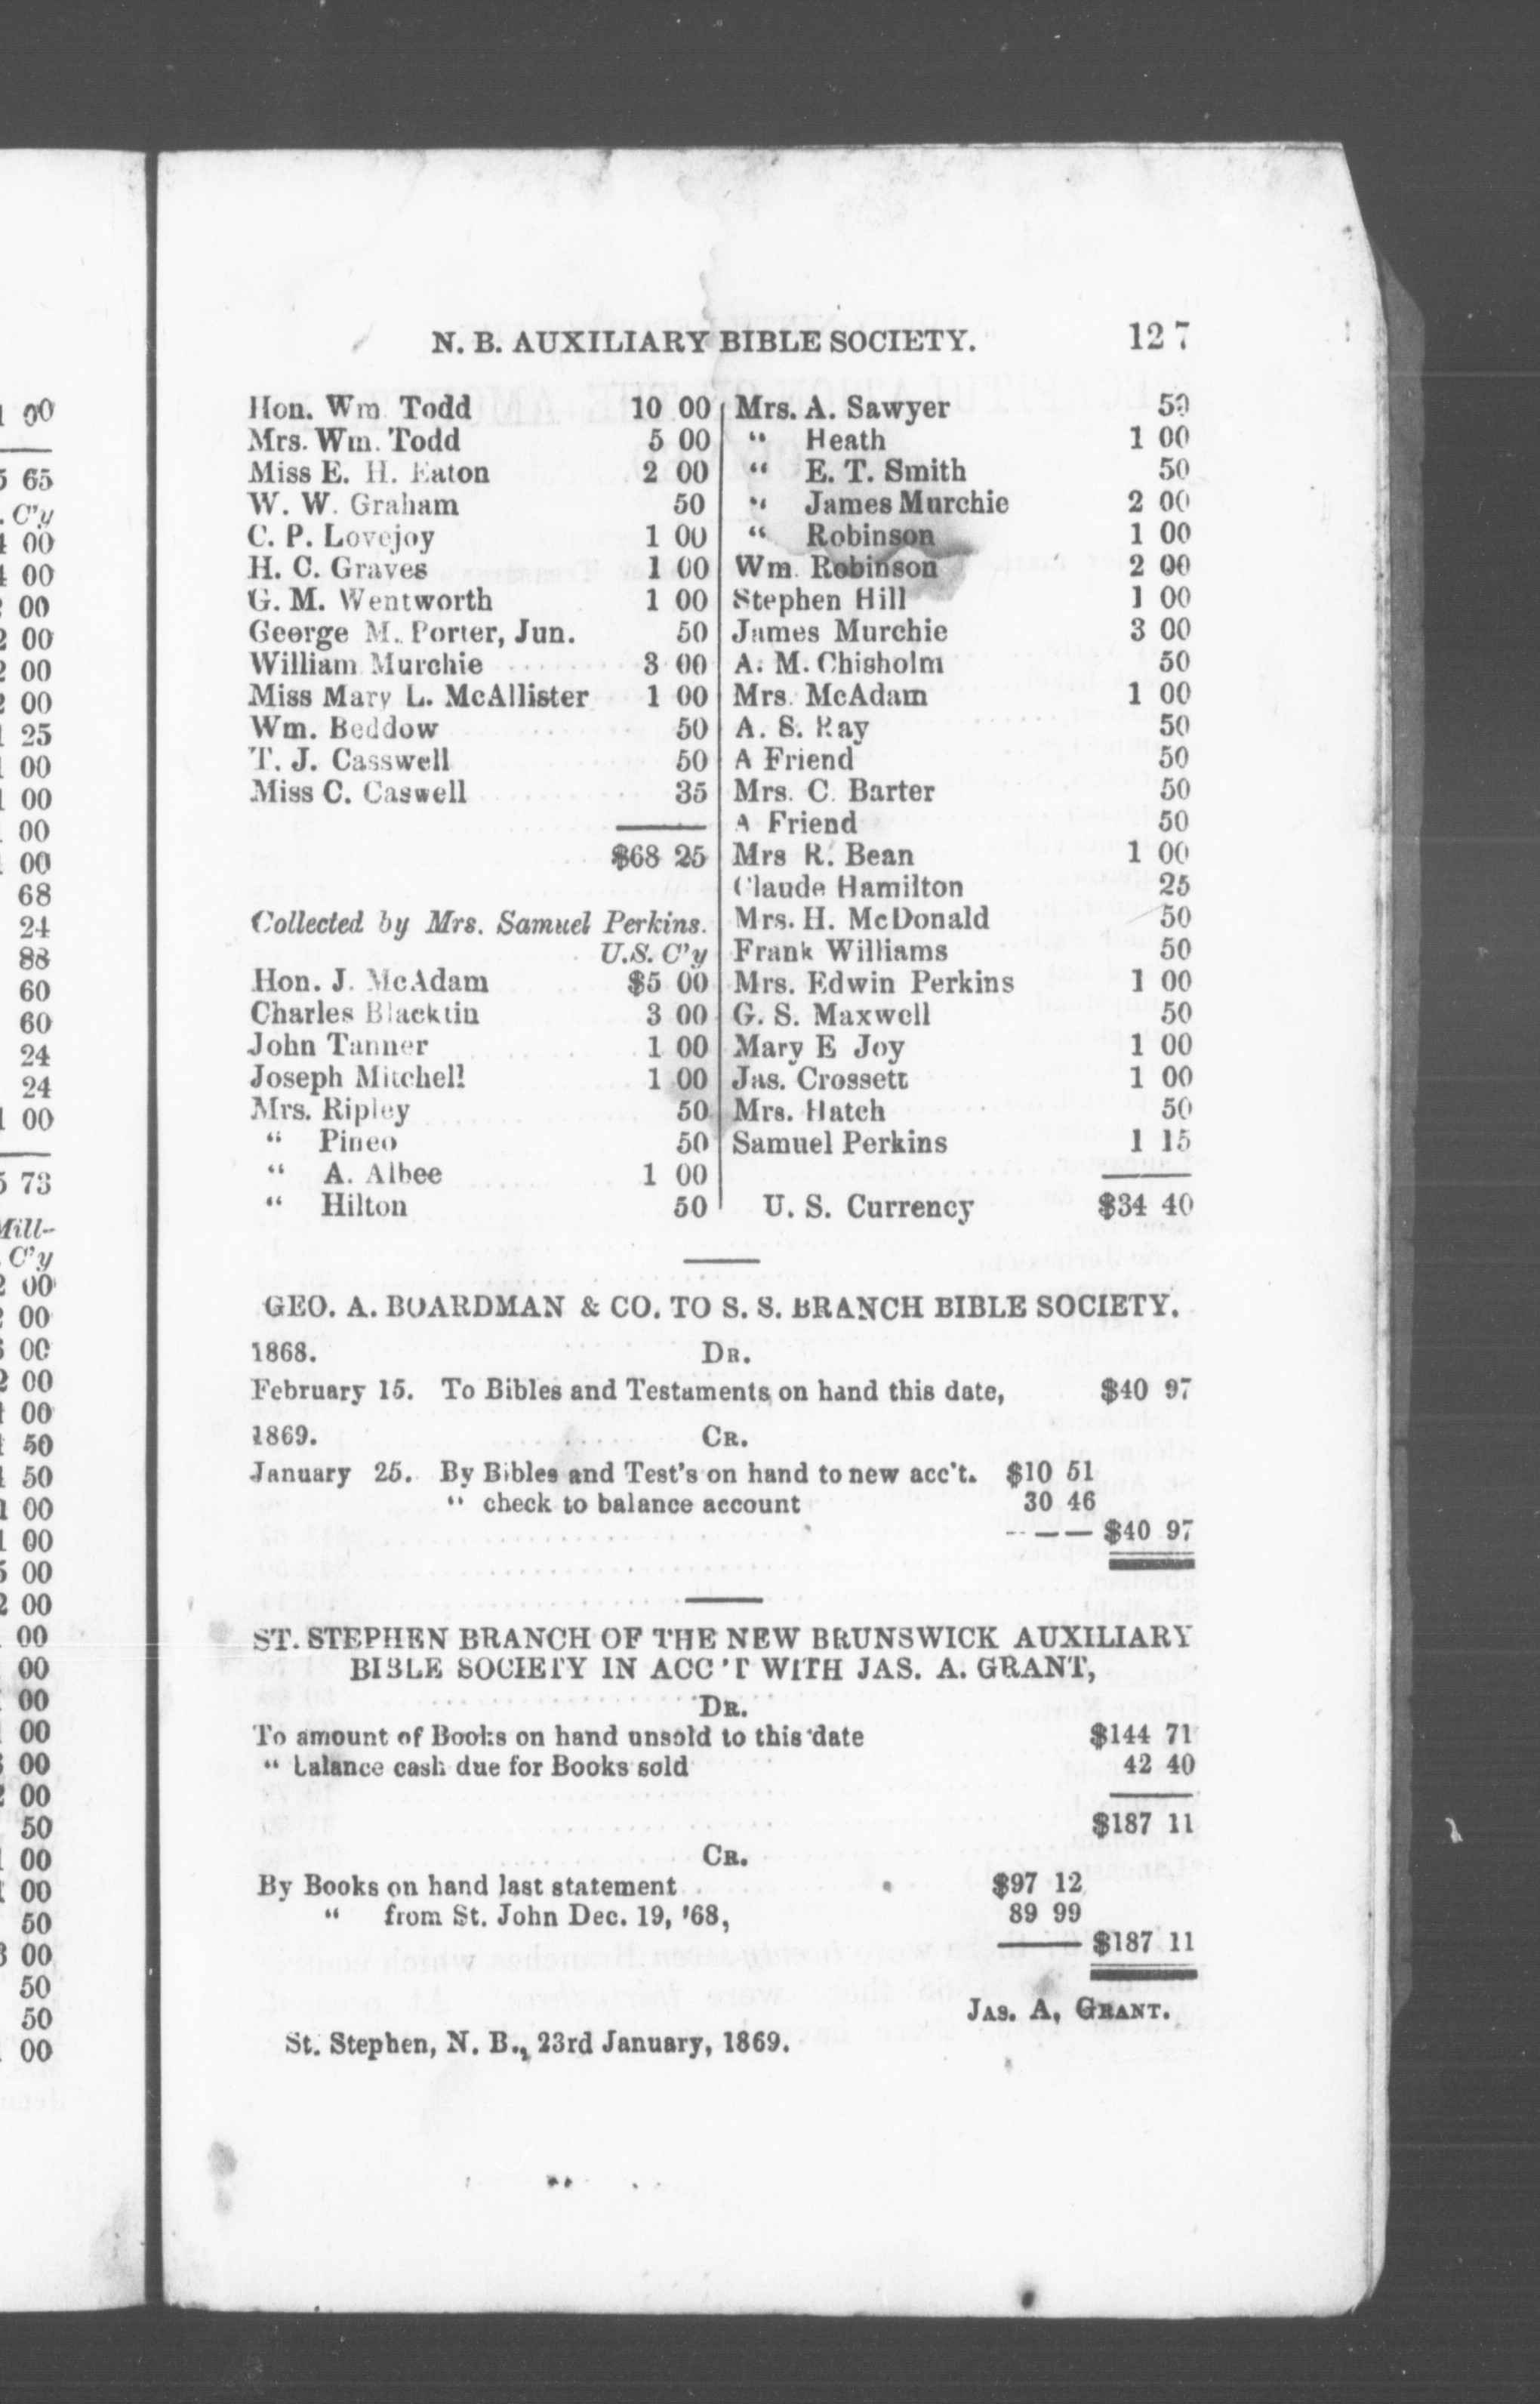 N. B. AUXILIARY BIBLE SOCIETY. 127
Hon. Wm Todd 10 00
Mrs. Wm. Todd 5 00
Miss E. H. Eaton 2 00
W. W. Graham 50
C. P. Lovejoy 1 00
H. C. Graves 1 00
G. M. Wentworth 1 00
George M. Porter, Jun. 50
William Murchie 3 00
Miss Mary L. McAllister 1 00
Wm. Beddow 50
T. J. Casswell 50
Miss C. Caswell 35
$68 25
Collected by Mrs. Samuel Perkins.
U.S. C'y
Hon. J. McAdam $5 00
Charles Blacktin 3 00
John Tanner 1 00
Joseph Mitchell 1 00
Mrs. Ripley 50
" Pineo 50
" A. Albee 1 00
" Hilton 50
Mrs. A. Sawyer 50
" Heath 1 00
" E. T. Smith 50
" James Murchie 2 00
" Robinson 1 00
Wm. Robinson 2 00
Stephen Hill 1 00
James Murchie 3 00
A. M. Chisholm 50
Mrs. McAdam 1 00
A. S. Ray 50
A Friend 50
Mrs. C. Barter 50
A Friend 50
Mrs R. Bean 1 00
Claude Hamilton 25
Mrs. H. McDonald 50
Frank Williams 50
Mrs. Edwin Perkins 1 00
G. S. Maxwell 50
Mary E Joy 1 00
Jas. Crossett 1 00
Mrs. Hatch 50
Samuel Perkins 1 15
U. S. Currency $34 40
GEO. A. BOARDMAN & CO. TO S. S. BRANCH BIBLE SOCIETY.
1868. DR.
February 15. To Bibles and Testaments on hand this date, $40 97
1869. CR.
January 25. By Bibles and Test's on hand to new acc't. $10 51
" check to balance account 30 46
$40 97
ST. STEPHEN BRANCH OF THE NEW BRUNSWICK AUXILIARY
BIBLE SOCIETY IN ACC'T WITH JAS. A. GRANT,
DR.
To amount of Books on hand unsold to this date $144 71
" balance cash due for Books sold 42 40
$187 11
CR.
By Books on hand last statement $97 12
" from St. John Dec. 19, '68, 89 99
$187 11
JAS. A, GRANT.
St. Stephen, N. B., 23rd January, 1869.